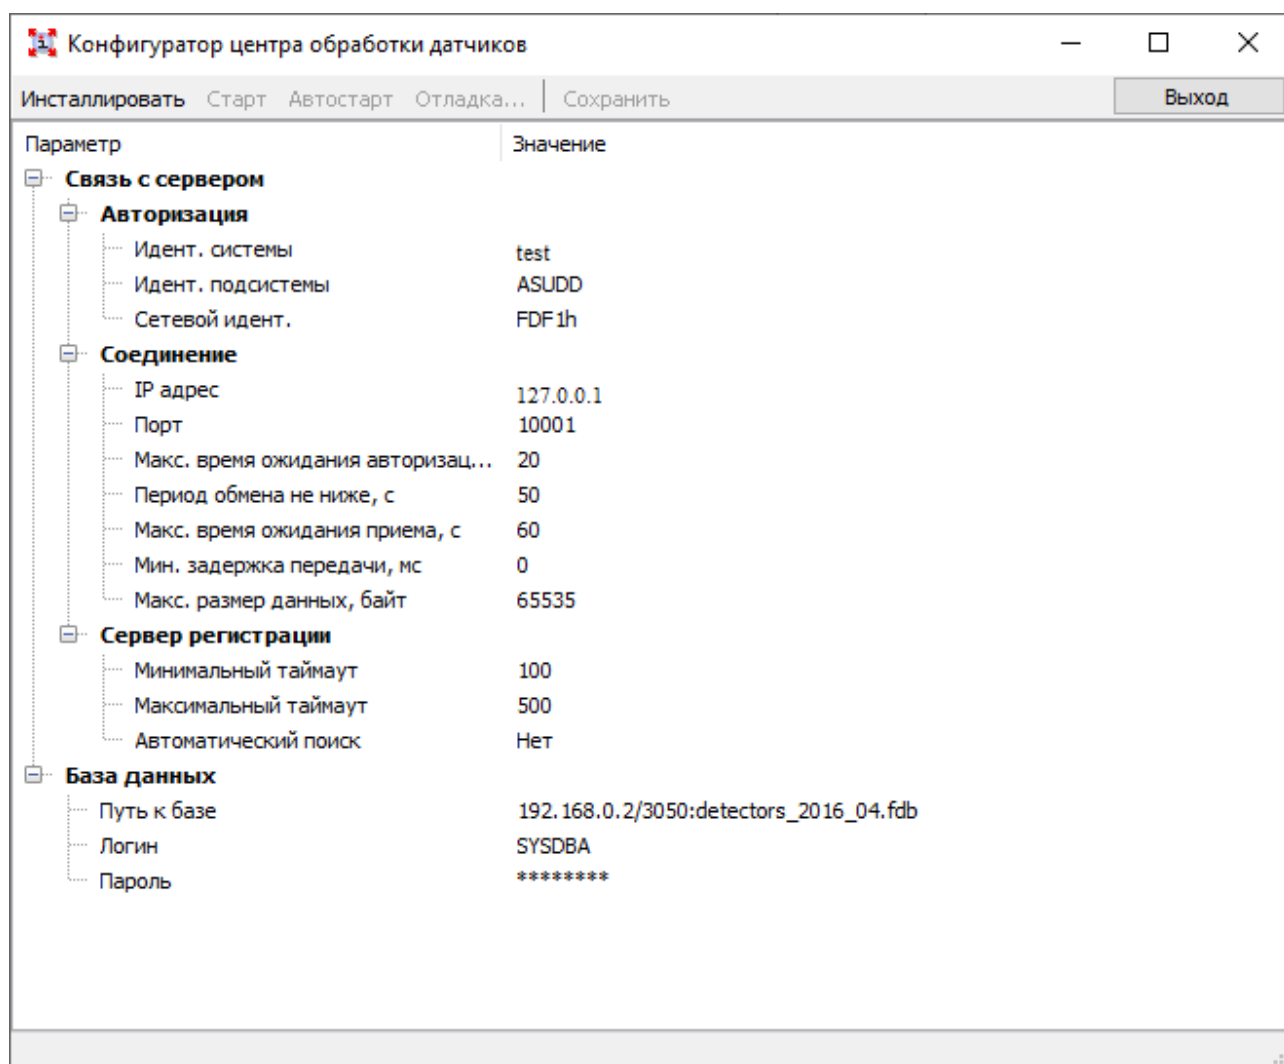 Конфигуратор центра обработки датчиков
Инсталлировать Старт Автостарт Отладка... Сохранить Выход
Параметр Значение
Связь с сервером
Авторизация
Идент. системы test
Идент. подсистемы ASUDD
Сетевой идент. FDF1h
Соединение
IP адрес 127.0.0.1
Порт 10001
Макс. время ожидания авторизац... 20
Период обмена не ниже, с 50
Макс. время ожидания приема, с 60
Мин. задержка передачи, мс 0
Макс. размер данных, байт 65535
Сервер регистрации
Минимальный таймаут 100
Максимальный таймаут 500
Автоматический поиск Нет
База данных
Путь к базе 192.168.0.2/3050:detectors_2016_04.fdb
Логин SYSDBA
Пароль ********